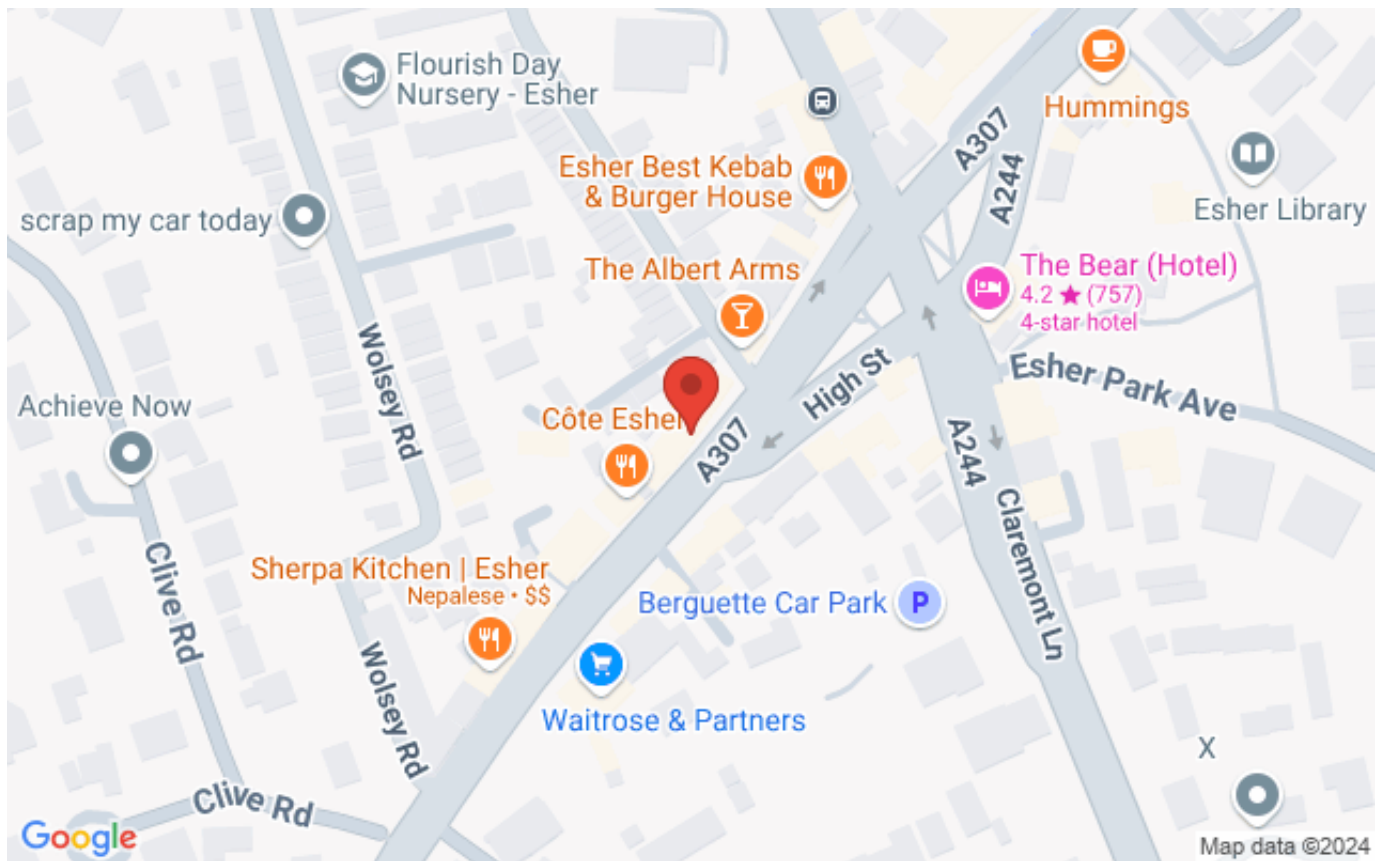 Flourish Day
Nursery - Esher
Hummings
A307
Esher Best Kebab
& Burger House
A244
Esher Library
scrap my car today
The Albert Arms
The Bear (Hotel)
4.2 ★ (757)
4-star hotel
Wolsey Rd
High St
Esher Park Ave
Achieve Now
Côte Esher
A307
A244
Claremont Ln
Clive Rd
Sherpa Kitchen | Esher
Nepalese • $$
Berguette Car Park
P
Wolsey Rd
Waitrose & Partners
X
Clive Rd
Google
Map data ©2024